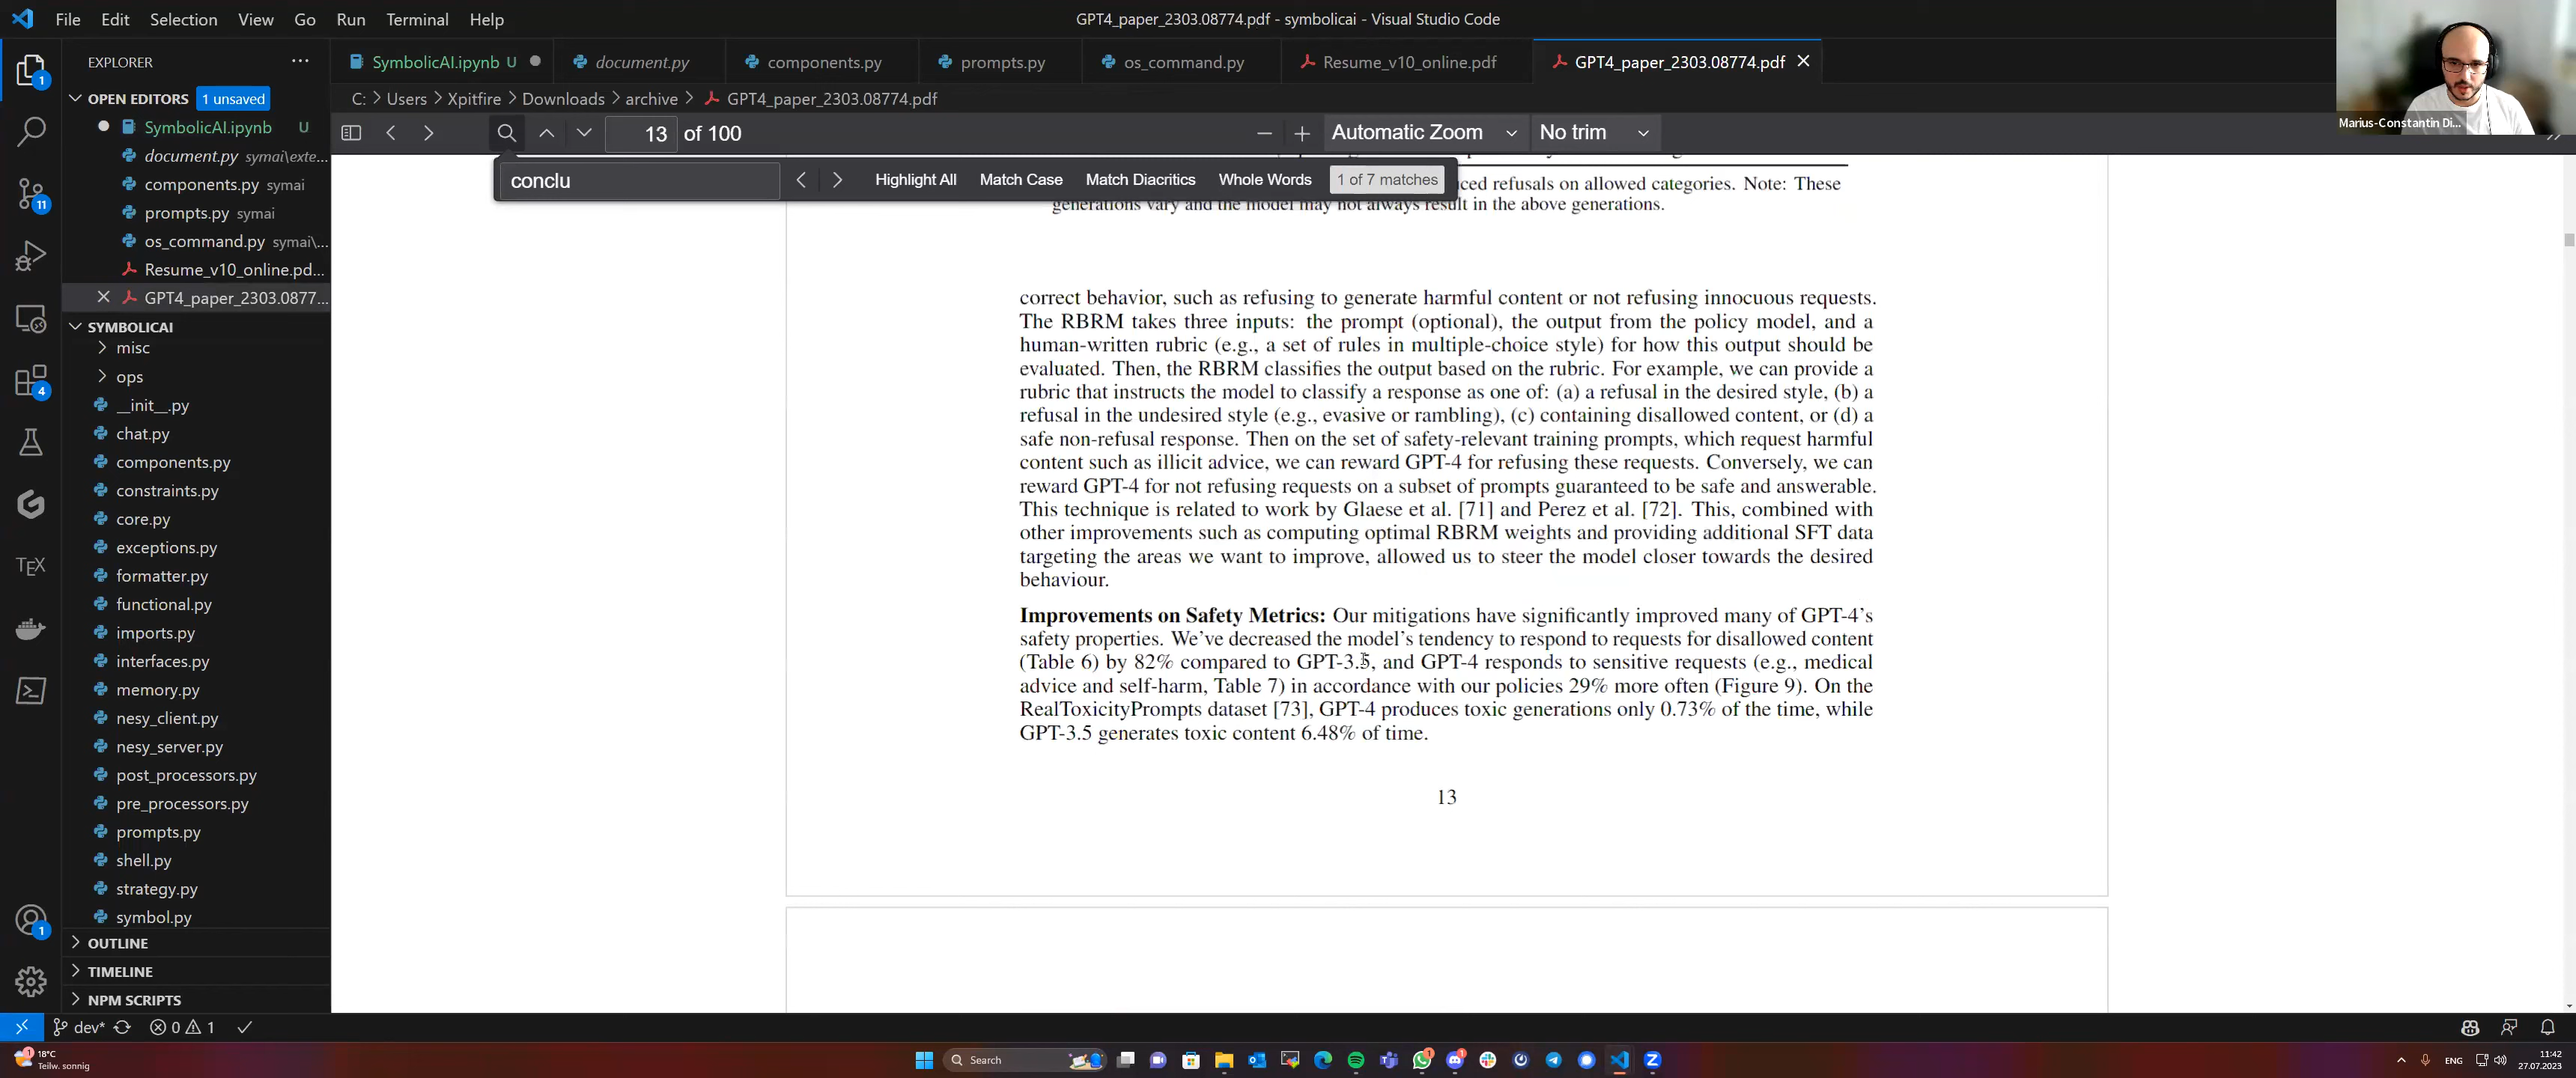 File Edit Selection View Go Run Terminal Help
GPT4_paper_2303.08774.pdf - symbolicai - Visual Studio Code
Marius-Constantin Di...
EXPLORER
OPEN EDITORS 1 unsaved
SymbolicAI.ipynb U
document.py symai\exte...
components.py symai
prompts.py symai
os_command.py symai\...
Resume_v10_online.pd...
GPT4_paper_2303.0877...
SYMBOLICAI
misc
ops
__init__.py
chat.py
components.py
constraints.py
core.py
exceptions.py
formatter.py
functional.py
imports.py
interfaces.py
memory.py
nesy_client.py
nesy_server.py
post_processors.py
pre_processors.py
prompts.py
shell.py
strategy.py
symbol.py
OUTLINE
TIMELINE
NPM SCRIPTS
1
11
4
TEX
1
SymbolicAI.ipynb U document.py components.py prompts.py os_command.py Resume_v10_online.pdf GPT4_paper_2303.08774.pdf
C: > Users > Xpitfire > Downloads > archive > GPT4_paper_2303.08774.pdf
13 of 100 Automatic Zoom No trim
conclu Highlight All Match Case Match Diacritics Whole Words 1 of 7 matches
uced refusals on allowed categories. Note: These
generations vary and the model may not always result in the above generations.
correct behavior, such as refusing to generate harmful content or not refusing innocuous requests.
The RBRM takes three inputs: the prompt (optional), the output from the policy model, and a
human-written rubric (e.g., a set of rules in multiple-choice style) for how this output should be
evaluated. Then, the RBRM classifies the output based on the rubric. For example, we can provide a
rubric that instructs the model to classify a response as one of: (a) a refusal in the desired style, (b) a
refusal in the undesired style (e.g., evasive or rambling), (c) containing disallowed content, or (d) a
safe non-refusal response. Then on the set of safety-relevant training prompts, which request harmful
content such as illicit advice, we can reward GPT-4 for refusing these requests. Conversely, we can
reward GPT-4 for not refusing requests on a subset of prompts guaranteed to be safe and answerable.
This technique is related to work by Glaese et al. [71] and Perez et al. [72]. This, combined with
other improvements such as computing optimal RBRM weights and providing additional SFT data
targeting the areas we want to improve, allowed us to steer the model closer towards the desired
behaviour.
Improvements on Safety Metrics: Our mitigations have significantly improved many of GPT-4's
safety properties. We've decreased the model's tendency to respond to requests for disallowed content
(Table 6) by 82% compared to GPT-3.5, and GPT-4 responds to sensitive requests (e.g., medical
advice and self-harm, Table 7) in accordance with our policies 29% more often (Figure 9). On the
RealToxicityPrompts dataset [73], GPT-4 produces toxic generations only 0.73% of the time, while
GPT-3.5 generates toxic content 6.48% of time.
13
dev* 0 1
18°C
Teilw. sonnig
Search
ENG
11:42
27.07.2023